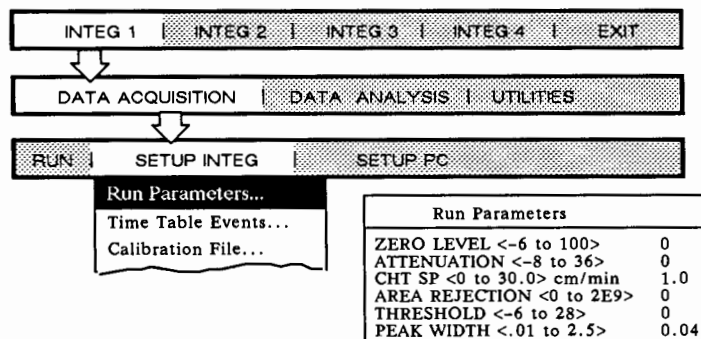 INTEG 1 | INTEG 2 | INTEG 3 | INTEG 4 | EXIT
DATA ACQUISITION | DATA ANALYSIS | UTILITIES
RUN | SETUP INTEG | SETUP PC
Run Parameters...
Time Table Events...
Calibration File...
Run Parameters
ZERO LEVEL <-6 to 100> 0
ATTENUATION <-8 to 36> 0
CHT SP <0 to 30.0> cm/min 1.0
AREA REJECTION <0 to 2E9> 0
THRESHOLD <-6 to 28> 0
PEAK WIDTH <.01 to 2.5> 0.04